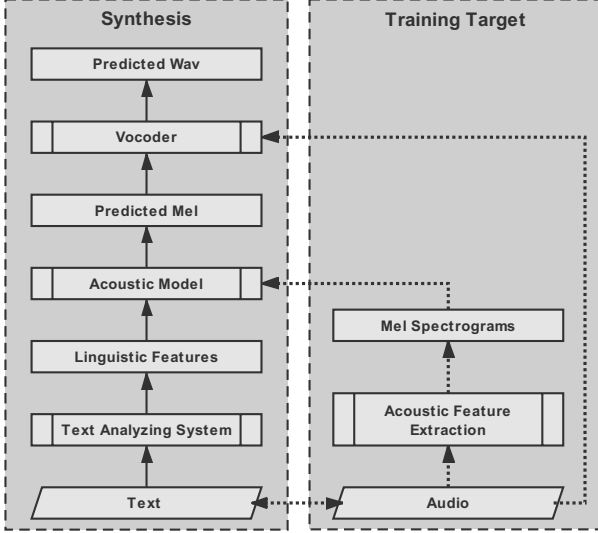 Synthesis
Predicted Wav
Vocoder
Predicted Mel
Acoustic Model
Linguistic Features
Text Analyzing System
Text
Training Target
Mel Spectrograms
Acoustic Feature
Extraction
Audio